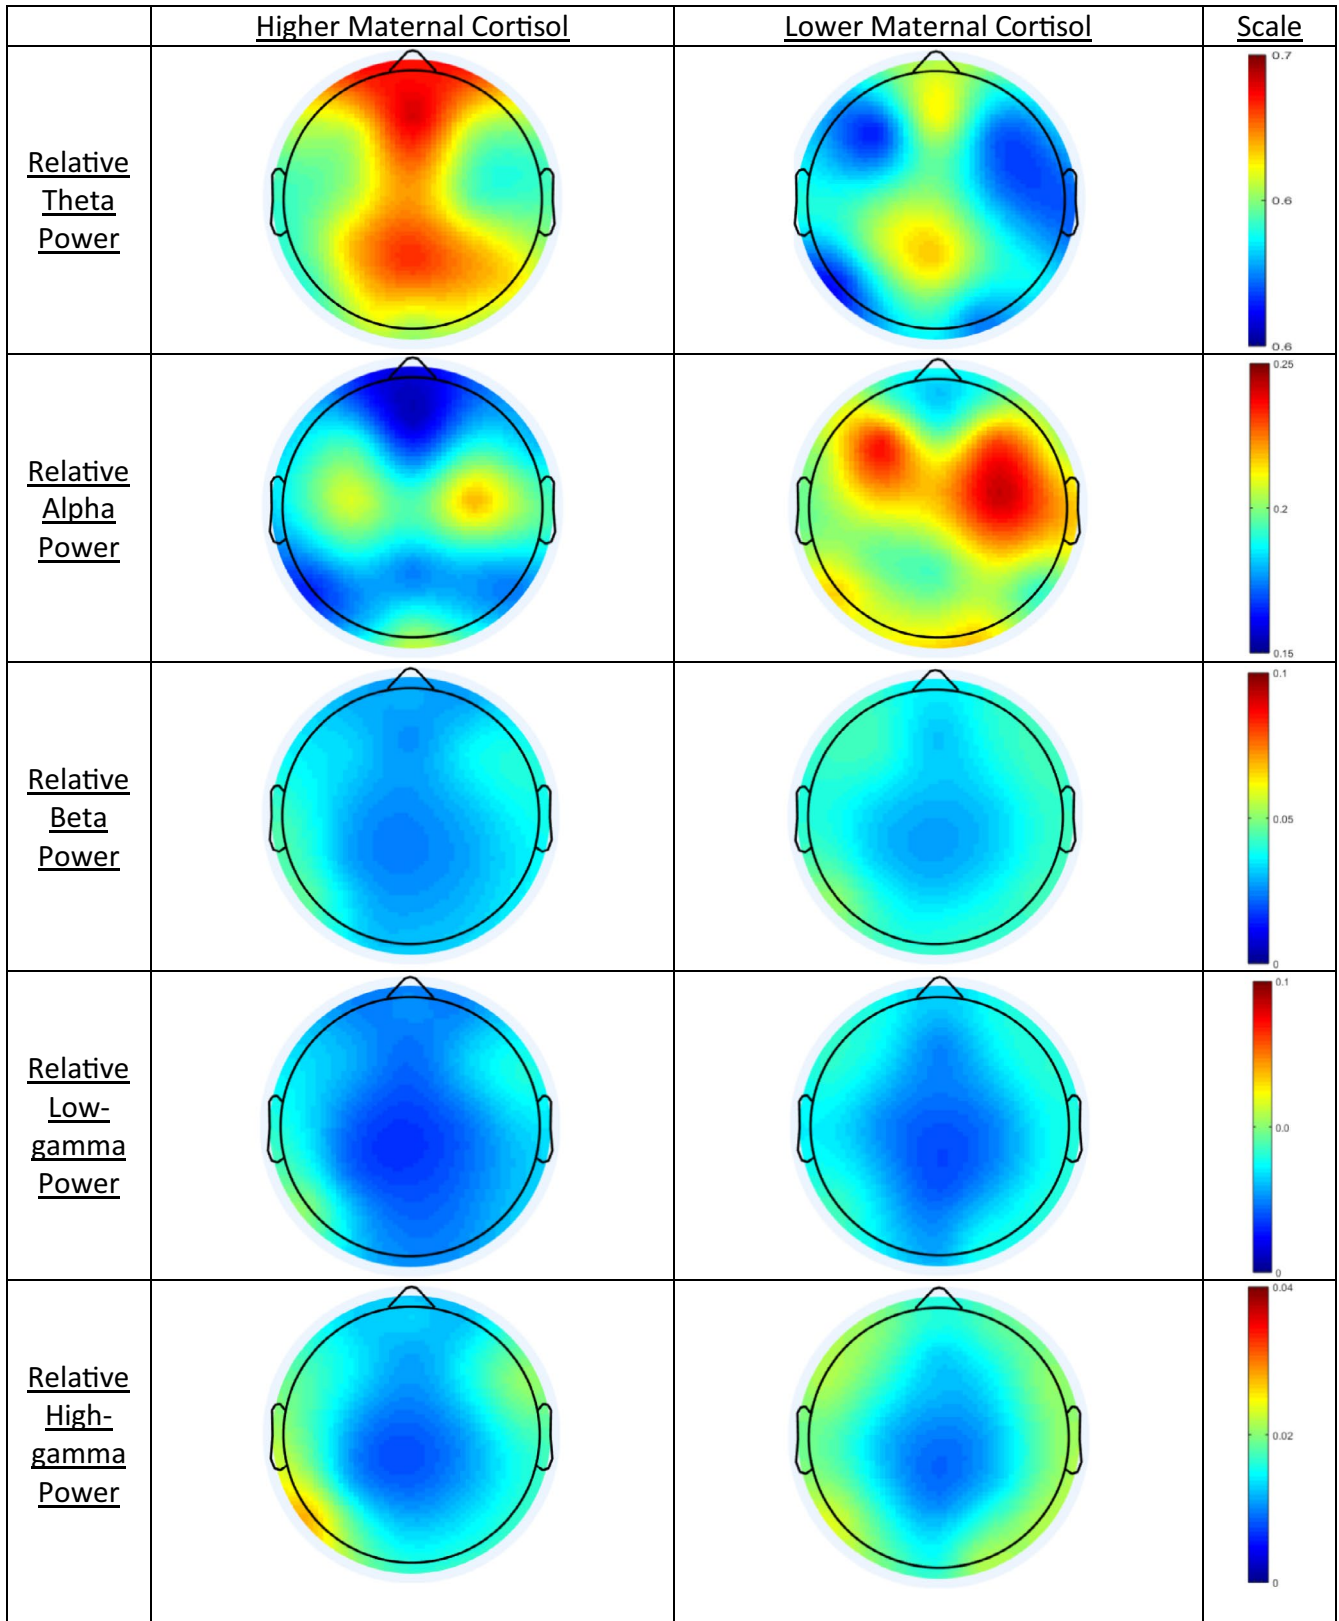 Higher Maternal Cortisol
Lower Maternal Cortisol
Scale
Relative
Theta
Power
0.7
0.6
0.6
Relative
Alpha
Power
0.25
0.2
0.15
Relative
Beta
Power
0.1
0.05
0
Relative
Low-
gamma
Power
0.1
0.0
0
Relative
High-
gamma
Power
0.04
0.02
0